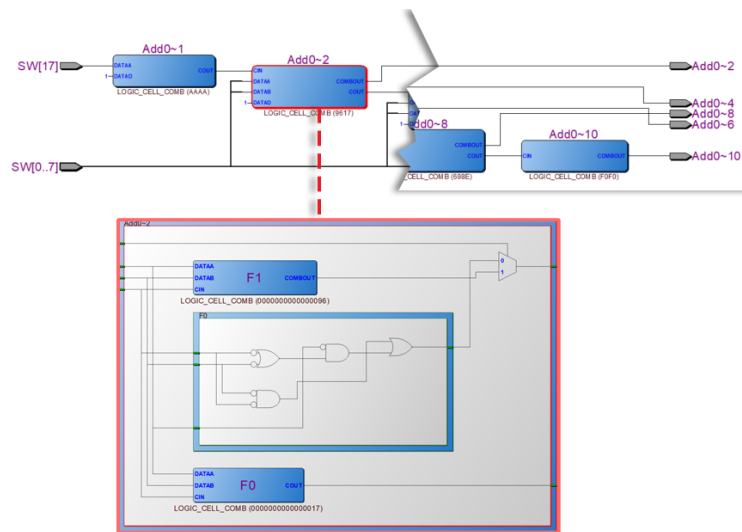 Add0~1
SW[17]
DATAA
1
DATAD
COUT
LOGIC_CELL_COMB (AAAA)
Add0~2
CIN
DATAA
DATAB
1
DATAD
COMBOUT
COUT
LOGIC_CELL_COMB (9617)
SW[0..7]
Add0~8
COMBOUT
COUT
C_CELL_COMB (698E)
Add0~10
CIN
COMBOUT
LOGIC_CELL_COMB (F0F0)
Add0~2
Add0~4
Add0~8
Add0~6
Add0~10
Add0~2
DATAA
DATAB
CIN
F1
COMBOUT
LOGIC_CELL_COMB (0000000000000096)
0
1
F0
DATAA
DATAB
CIN
F0
COUT
LOGIC_CELL_COMB (0000000000000017)